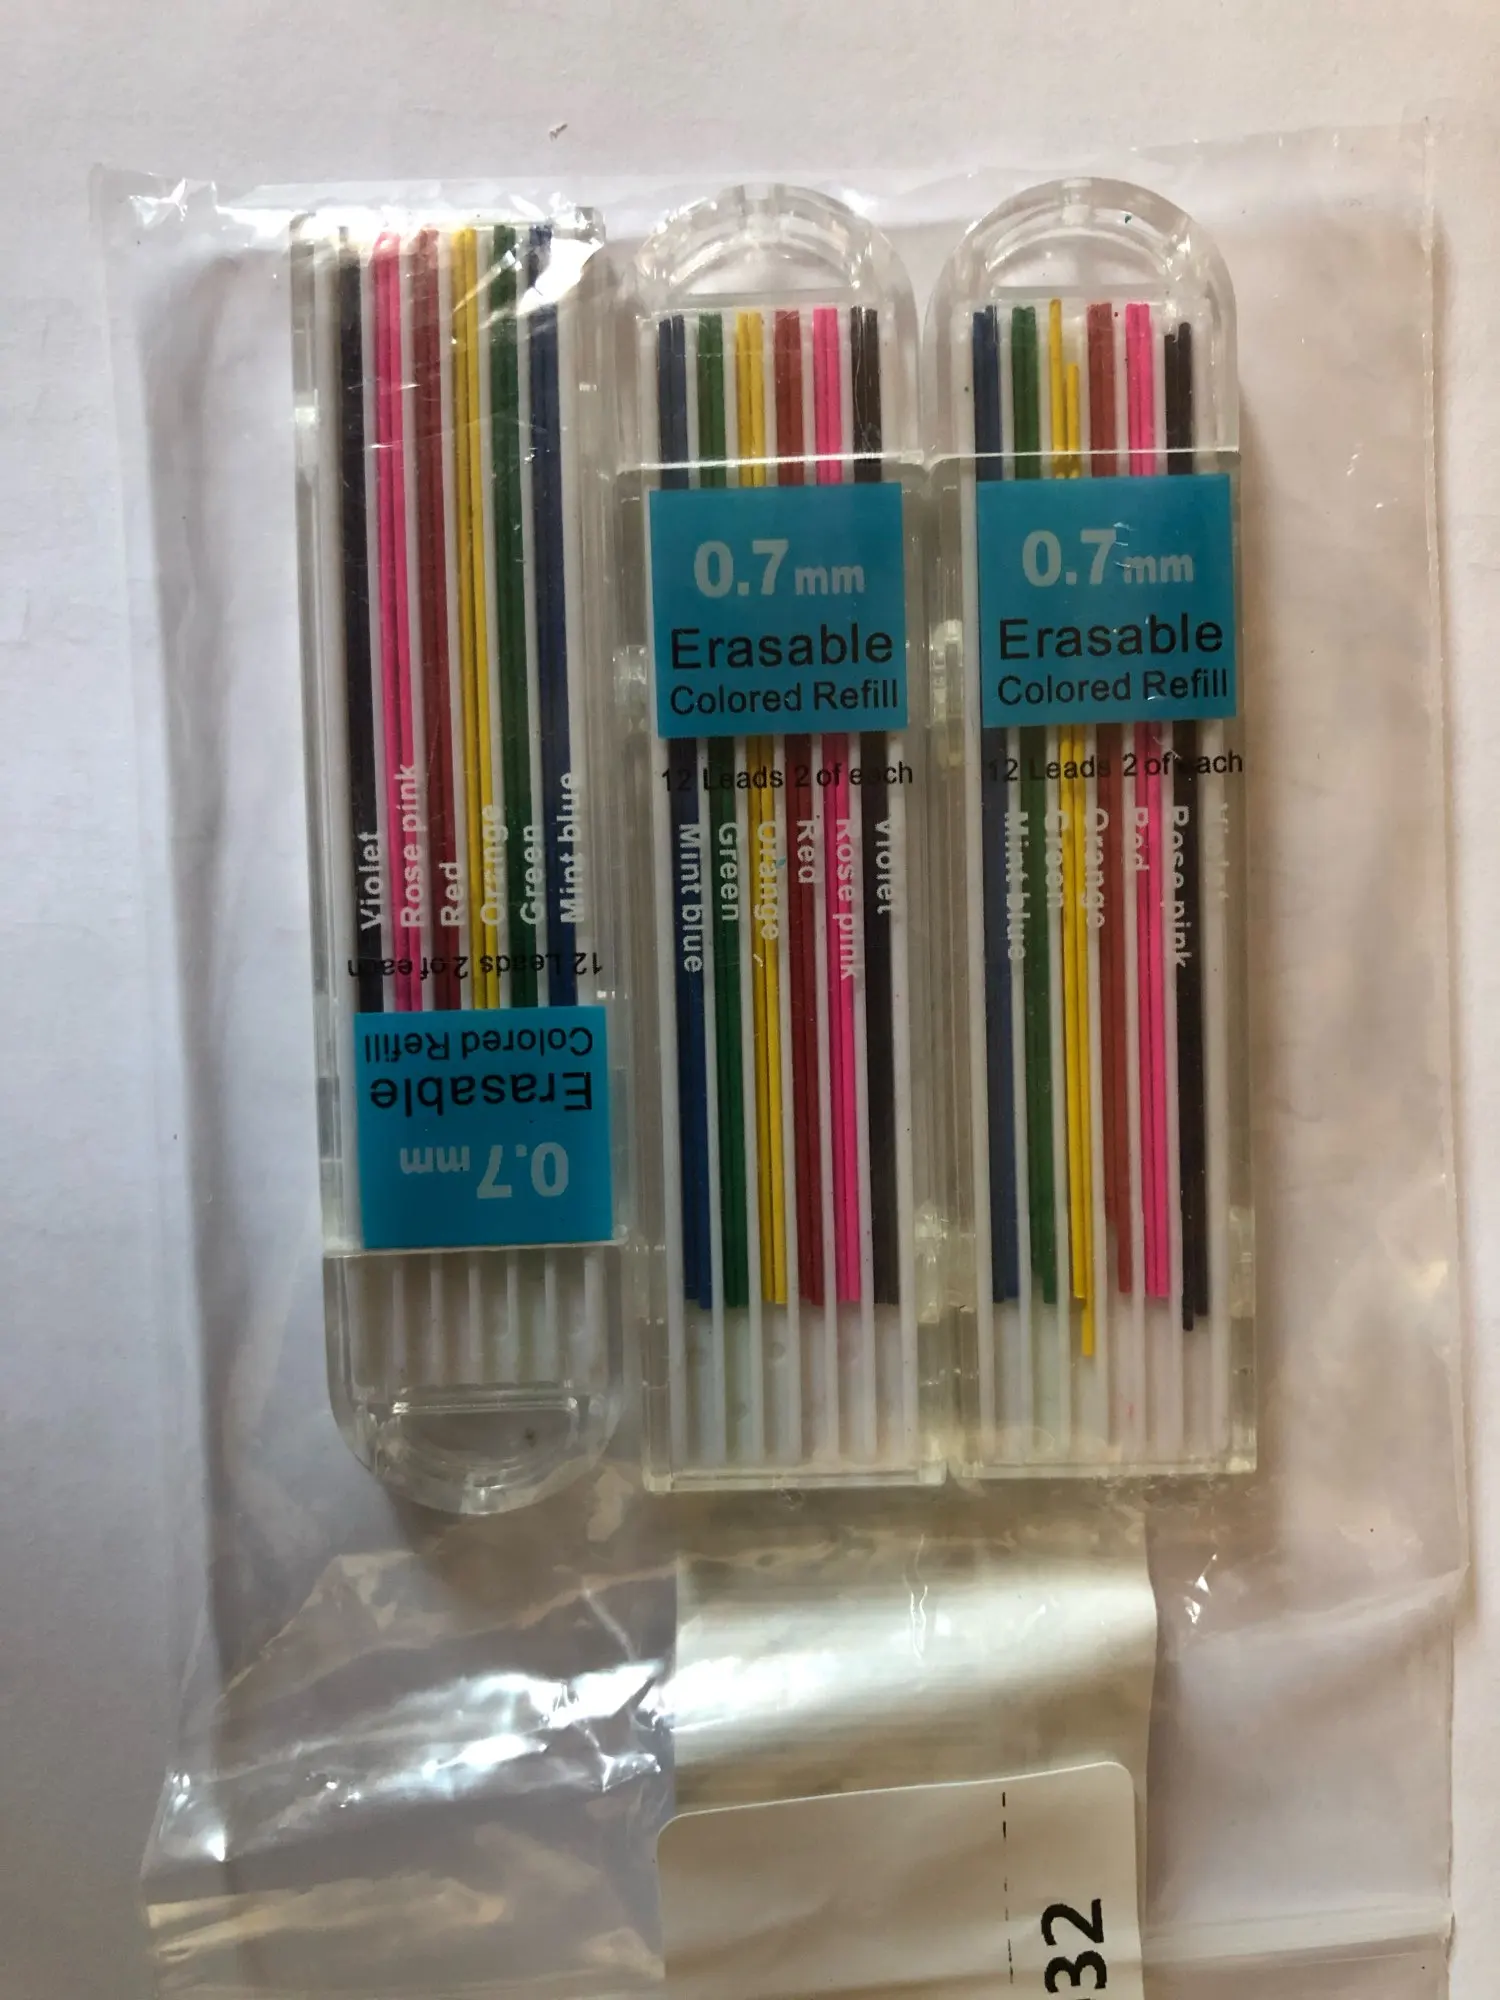 Violet
Rose pink
Red
Orange
Green
Mint blue
12 Leads 2 of each
Colored Refill
Erasable
0.7mm
0.7mm
Erasable
Colored Refill
12 Leads 2 of each
Mint blue
Green
Orange
Red
Rose pink
Violet
0.7mm
Erasable
Colored Refill
12 Leads 2 of each
Mint blue
Green
Orange
Red
Rose pink
Violet
32